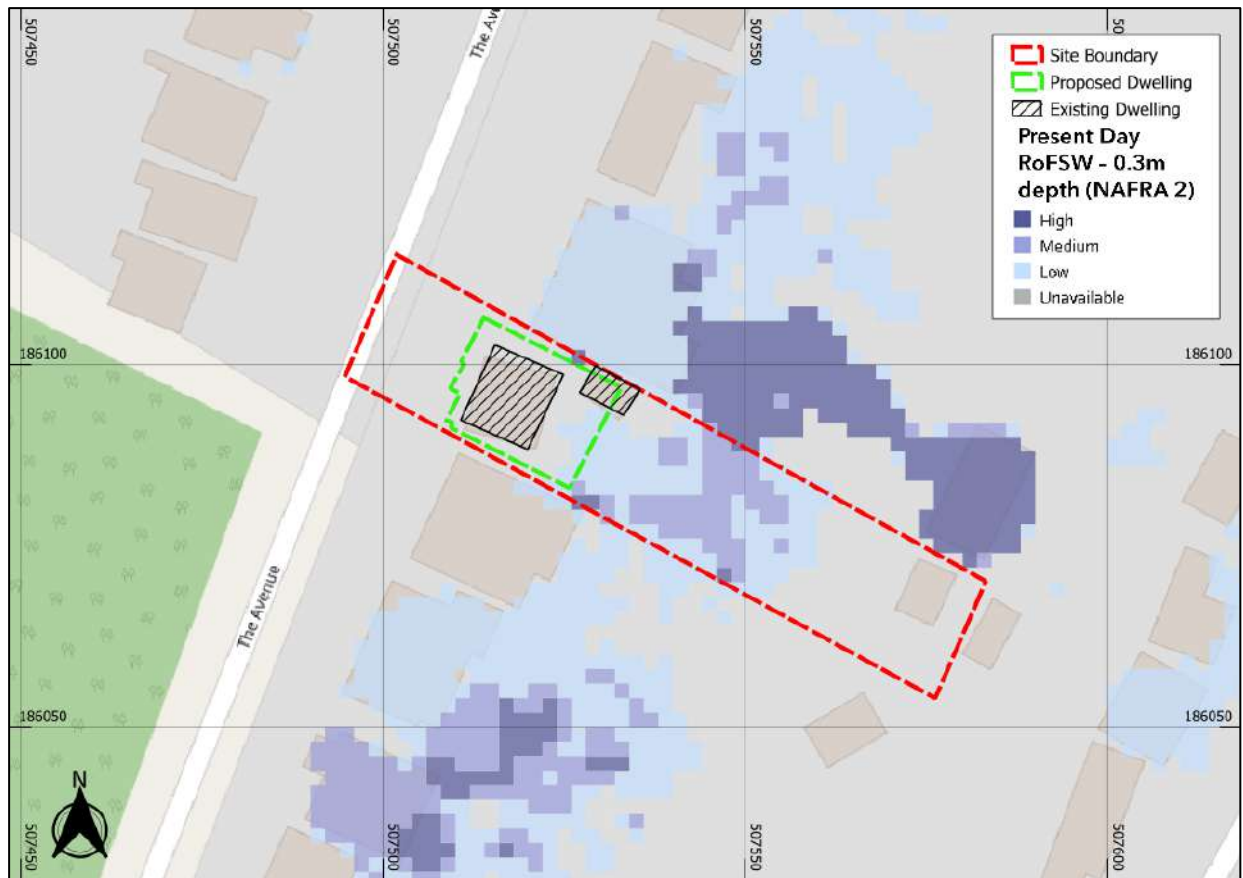 507450
507500
The Ave
507550
50
Site Boundary
Proposed Dwelling
Existing Dwelling
Present Day
RoFSW - 0.3m
depth (NAFRA 2)
High
Medium
Low
Unavailable
186100
186100
The Avenue
186050
186050
N
507450
507500
507550
507600